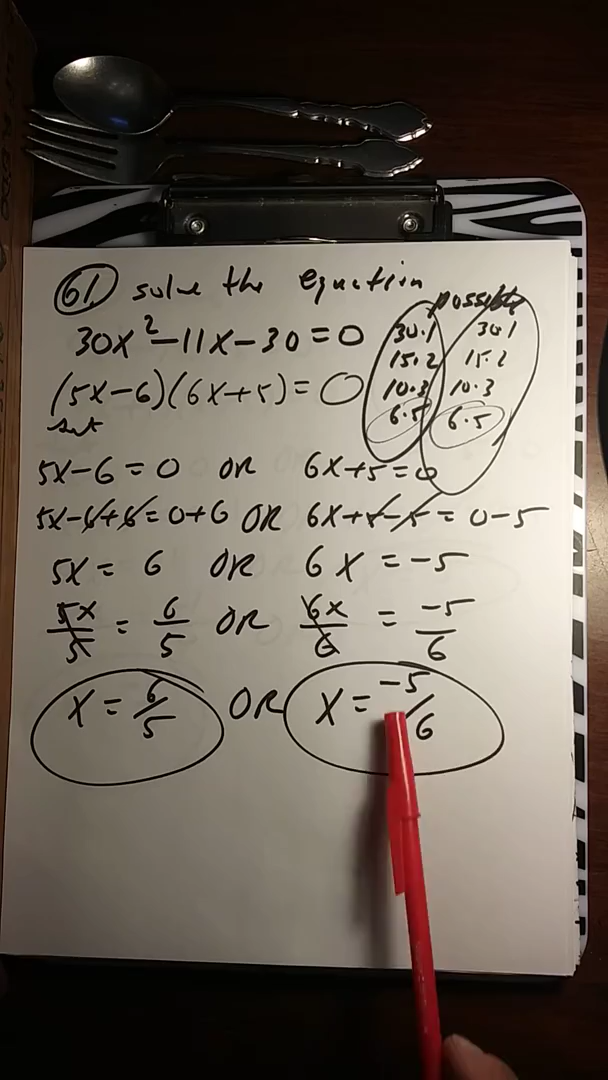 61 solve the equation
possible
30x²-11x-30=0
30·1 30·1
15·2 15·2
10·3 10·3
6·5 6·5
(5x-6)(6x+5)=0
set
5x-6=0 OR 6x+5=0
5x-6+6=0+6 OR 6x+5-5=0-5
5x=6 OR 6x=-5
5x/5=6/5 OR 6x/6=-5/6
x=6/5 OR x=-5/6